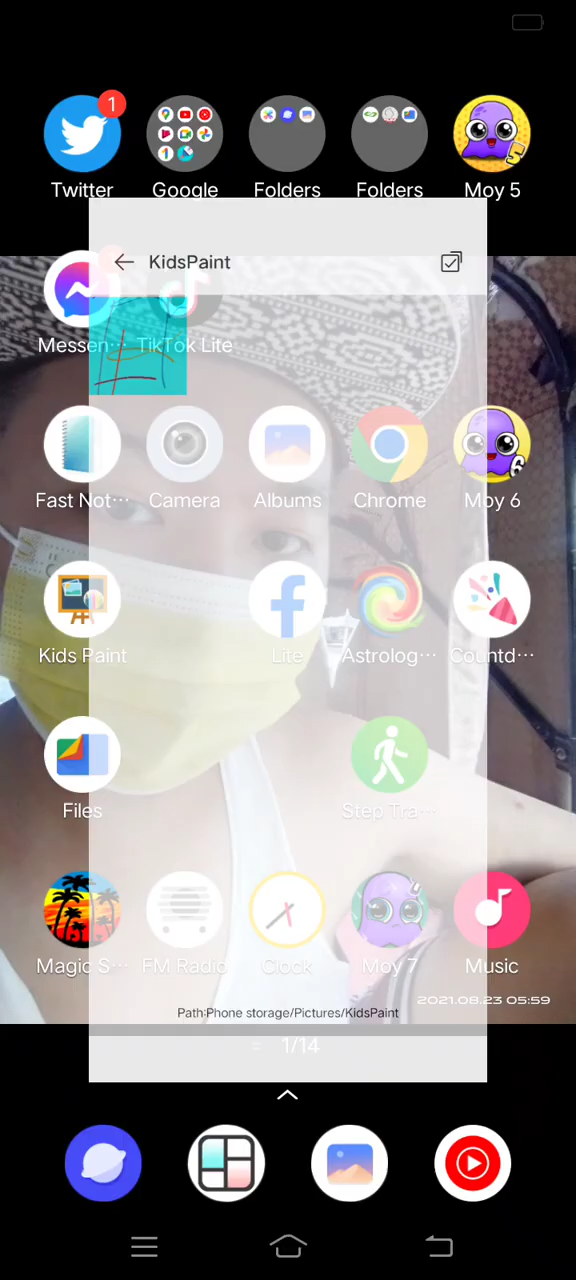 1
Twitter
Google
Folders
Folders
Moy 5
KidsPaint
Messen···
TikTok Lite
Fast Not···
Camera
Albums
Chrome
Moy 6
Kids Paint
Lite
Astrolog···
Countd···
Files
Step Tra···
Magic S···
FM Radio
Clock
Moy 7
Music
2021.08.23 05:59
Path:Phone storage/Pictures/KidsPaint
1/14